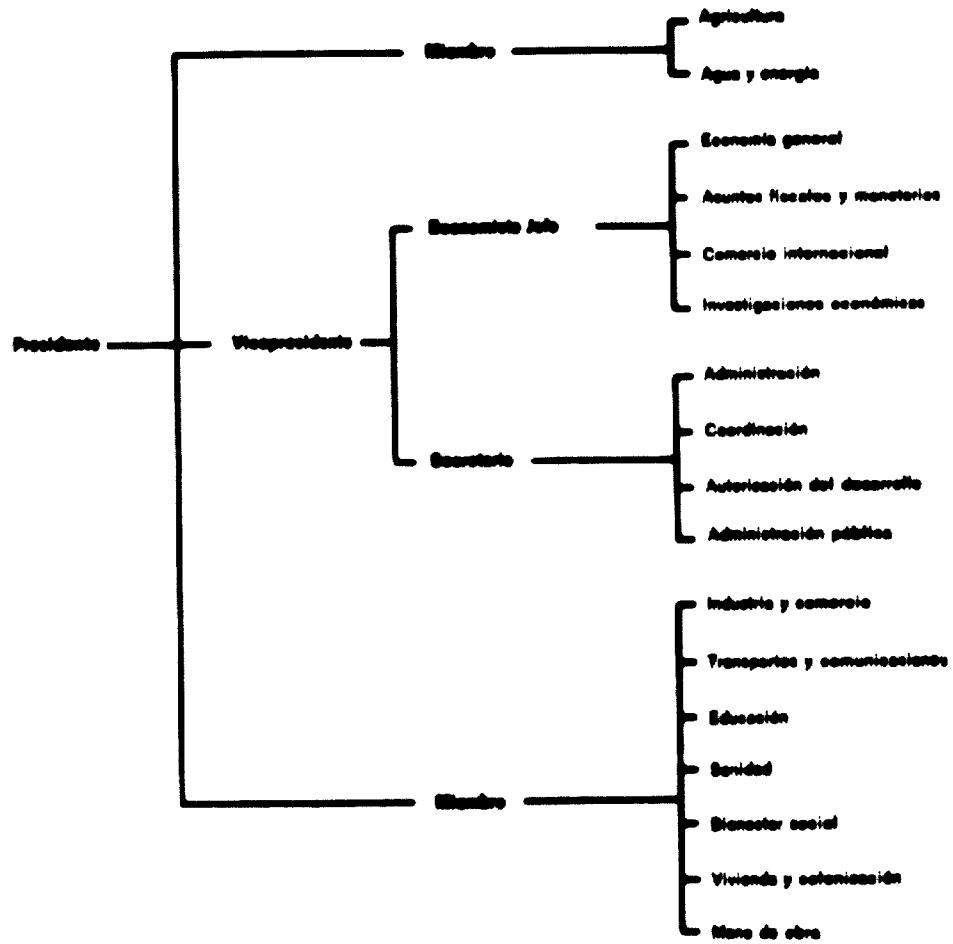 Agricultura
Miembro
Agua y energía
Economía general
Asuntos fiscales y monetarios
Economista Jefe
Comercio internacional
Investigaciones económicas
Presidente
Vicepresidente
Administración
Coordinación
Secretario
Autorización del desarrollo
Administración pública
Industria y comercio
Transportes y comunicaciones
Educación
Sanidad
Miembro
Bienestar social
Vivienda y colonización
Mano de obra